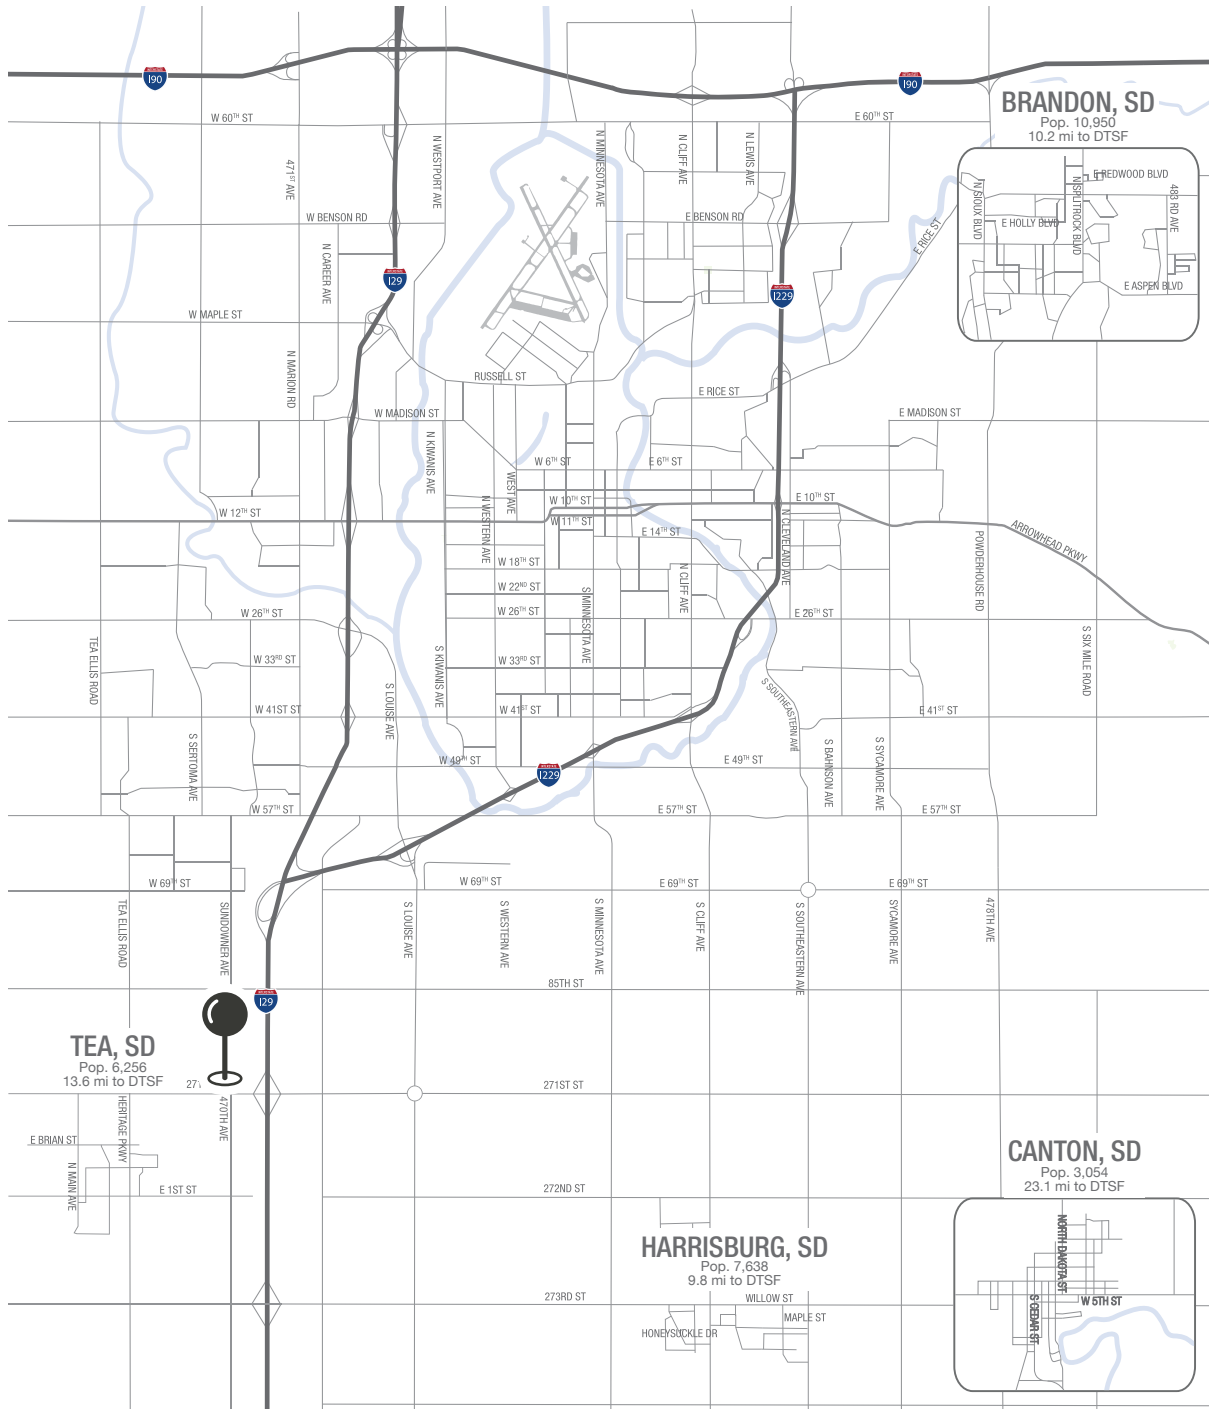 I90
I90
BRANDON, SD
Pop. 10,950
10.2 mi to DTSF
W 60TH ST
E 60TH ST
N WESTPORT AVE
N MINNESOTA AVE
N CLIFF AVE
N LEWIS AVE
471ST AVE
E REDWOOD BLVD
N SIOUX BLVD
N SPLITROCK BLVD
483 RD AVE
E HOLLY BLVD
E ASPEN BLVD
W BENSON RD
E BENSON RD
E RICE ST
N CAREER AVE
I29
I229
W MAPLE ST
N MARION RD
RUSSELL ST
E RICE ST
W MADISON ST
E MADISON ST
N KIWANIS AVE
W 6TH ST
E 6TH ST
WEST AVE
W 10TH ST
E 10TH ST
N WESTERN AVE
W 12TH ST
W 11TH ST
E 14TH ST
N CLEVELAND AVE
ARROWHEAD PKWY
POWDERHOUSE RD
W 18TH ST
N CLIFF AVE
W 22ND ST
S MINNESOTA AVE
W 26TH ST
W 26TH ST
E 26TH ST
TEA ELLIS ROAD
S SIX MILE ROAD
W 33RD ST
W 33RD ST
S KIWANIS AVE
S LOUISE AVE
S SOUTHEASTERN AVE
W 41ST ST
W 41ST ST
E 41ST ST
S SERTOMA AVE
S BAHNSON AVE
S SYCAMORE AVE
W 49TH ST
E 49TH ST
I229
W 57TH ST
E 57TH ST
E 57TH ST
W 69TH ST
W 69TH ST
E 69TH ST
E 69TH ST
TEA ELLIS ROAD
SUNDOWNER AVE
S LOUISE AVE
S WESTERN AVE
S MINNESOTA AVE
S CLIFF AVE
S SOUTHEASTERN AVE
SYCAMORE AVE
478TH AVE
85TH ST
I29
TEA, SD
Pop. 6,256
13.6 mi to DTSF
271ST ST
HERITAGE PKWY
470TH AVE
E BRIAN ST
N MAIN AVE
E 1ST ST
272ND ST
CANTON, SD
Pop. 3,054
23.1 mi to DTSF
NORTH DAKOTA ST
S CEDAR ST
W 5TH ST
HARRISBURG, SD
Pop. 7,638
9.8 mi to DTSF
273RD ST
WILLOW ST
MAPLE ST
HONEYSUCKLE DR